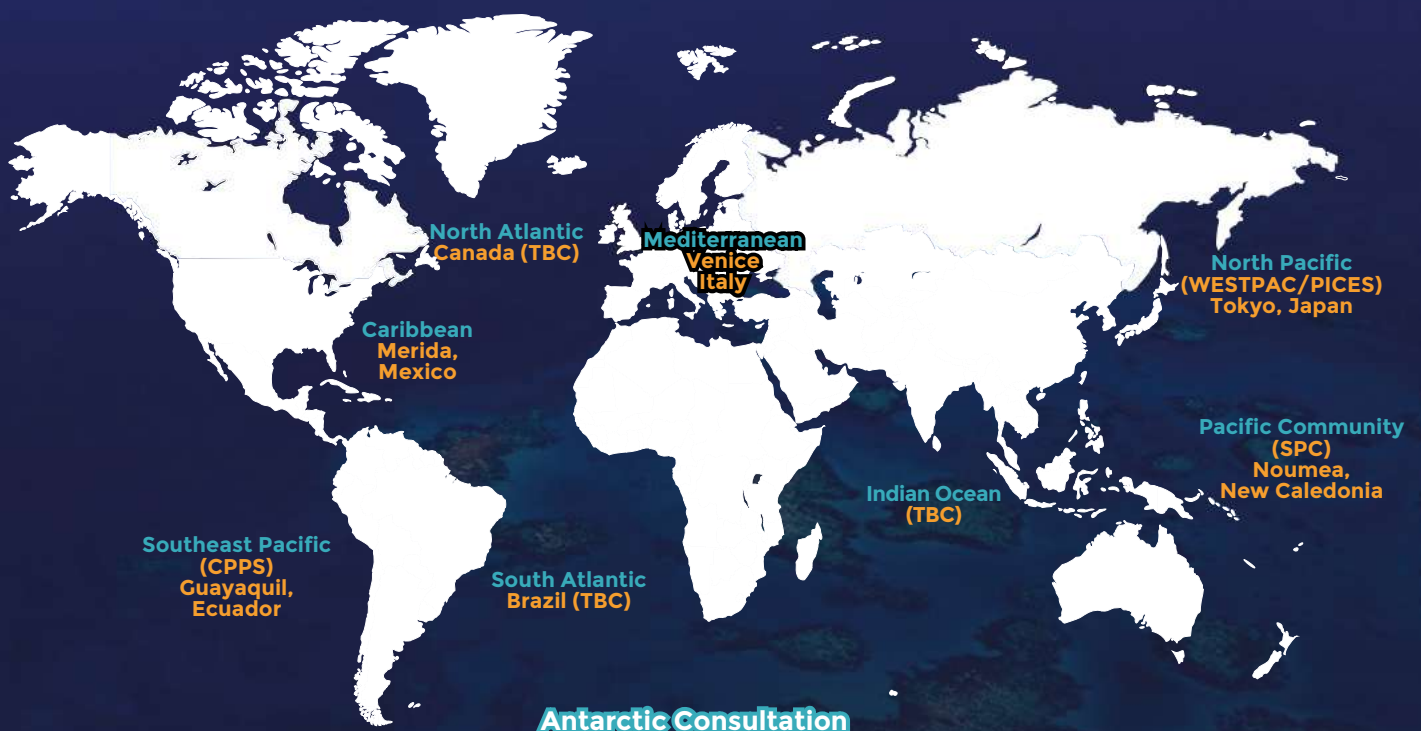 North Atlantic
Canada (TBC)
Mediterranean
Venice
Italy
North Pacific
(WESTPAC/PICES)
Tokyo, Japan
Caribbean
Merida,
Mexico
Pacific Community
(SPC)
Noumea,
New Caledonia
Indian Ocean
(TBC)
Southeast Pacific
(CPPS)
Guayaquil,
Ecuador
South Atlantic
Brazil (TBC)
Antarctic Consultation